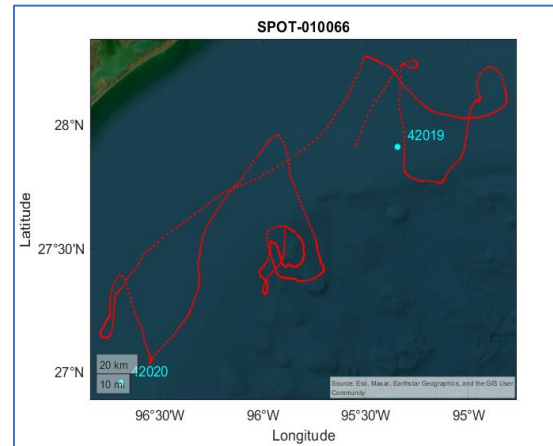 SPOT-010066
28°N
42019
Latitude
27°30'N
27°N
20 km
10 mi
42020
Source: Esri, Maxar, Earthstar Geographics, and the GIS User
Community
96°30'W
96°W
95°30'W
95°W
Longitude